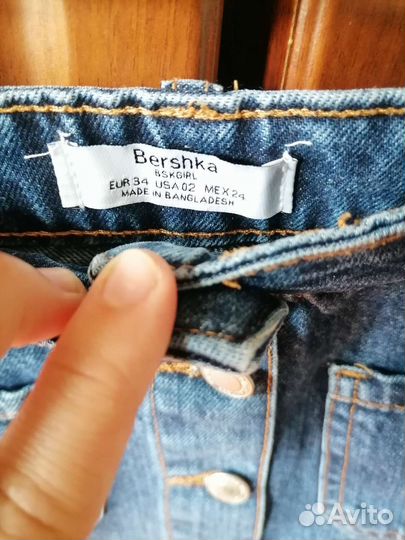 Bershka
BSKGIRL
EUR 34 USA 02 MEX 24
MADE IN BANGLADESH
Avito